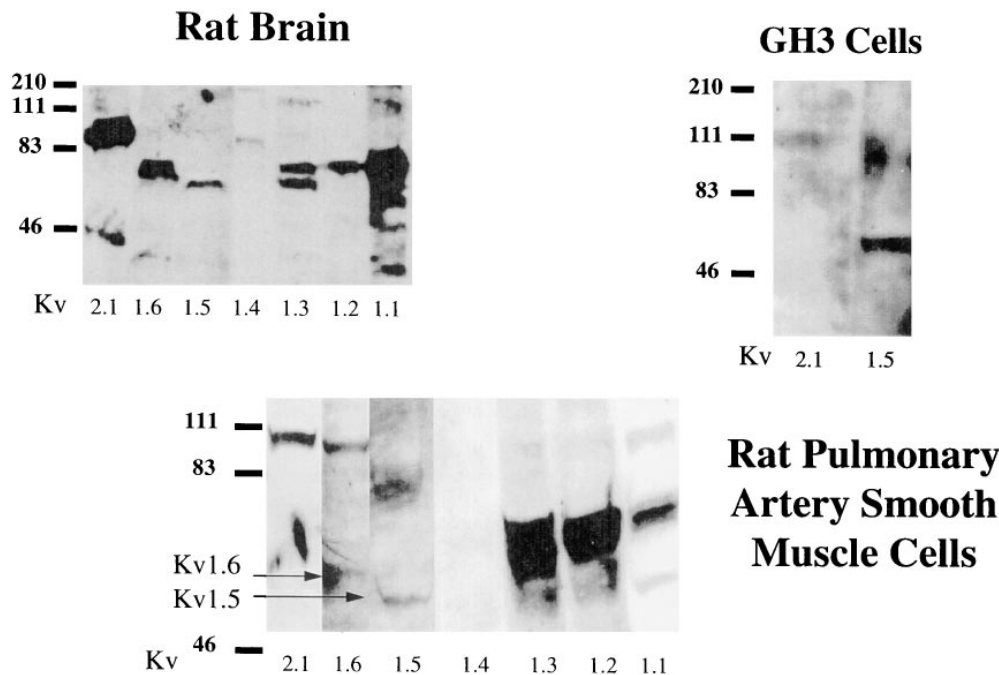 Rat Brain
210
111
83
46
Kv 2.1 1.6 1.5 1.4 1.3 1.2 1.1
GH3 Cells
210
111
83
46
Kv 2.1 1.5
111
83
Kv1.6
Kv1.5
46
Kv 2.1 1.6 1.5 1.4 1.3 1.2 1.1
Rat Pulmonary
Artery Smooth
Muscle Cells